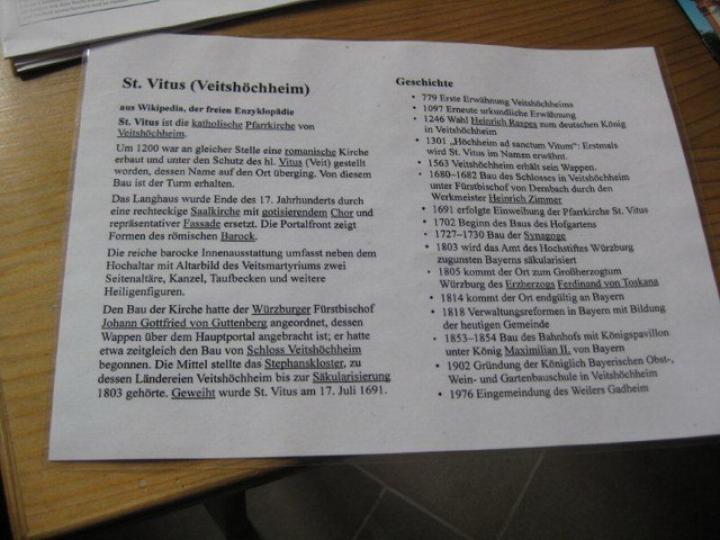 St. Vitus (Veitshöchheim)
aus Wikipedia, der freien Enzyklopädie
St. Vitus ist die katholische Pfarrkirche von
Veitshöchheim.
Um 1200 war an gleicher Stelle eine romanische Kirche
erbaut und unter den Schutz des hl. Vitus (Veit) gestellt
worden, dessen Name auf den Ort überging. Von diesem
Bau ist der Turm erhalten.
Das Langhaus wurde Ende des 17. Jahrhunderts durch
eine rechteckige Saalkirche mit gotisierendem Chor und
repräsentativer Fassade ersetzt. Die Portalfront zeigt
Formen des römischen Barock.
Die reiche barocke Innenausstattung umfasst neben dem
Hochaltar mit Altarbild des Veitsmartyriums zwei
Seitenaltäre, Kanzel, Taufbecken und weitere
Heiligenfiguren.
Den Bau der Kirche hatte der Würzburger Fürstbischof
Johann Gottfried von Guttenberg angeordnet, dessen
Wappen über dem Hauptportal angebracht ist; er hatte
etwa zeitgleich den Bau von Schloss Veitshöchheim
begonnen. Die Mittel stellte das Stephanskloster, zu
dessen Ländereien Veitshöchheim bis zur Säkularisierung
1803 gehörte. Geweiht wurde St. Vitus am 17. Juli 1691.
Geschichte
• 779 Erste Erwähnung Veitshöchheims
• 1097 Erneute urkundliche Erwähnung
• 1246 Wahl Heinrich Raspes zum deutschen König
in Veitshöchheim
• 1301 „Höchheim ad sanctum Vitum“: Erstmals
wird St. Vitus im Namen erwähnt.
• 1563 Veitshöchheim erhält sein Wappen.
• 1680–1682 Bau des Schlosses in Veitshöchheim
unter Fürstbischof von Dernbach durch den
Werkmeister Heinrich Zimmer
• 1691 erfolgte Einweihung der Pfarrkirche St. Vitus
• 1702 Beginn des Baus des Hofgartens
• 1727–1730 Bau der Synagoge
• 1803 wird das Amt des Hochstiftes Würzburg
zugunsten Bayerns säkularisiert
• 1805 kommt der Ort zum Großherzogtum
Würzburg des Erzherzogs Ferdinand von Toskana
• 1814 kommt der Ort endgültig an Bayern
• 1818 Verwaltungsreformen in Bayern mit Bildung
der heutigen Gemeinde
• 1853–1854 Bau des Bahnhofs mit Königspavillon
unter König Maximilian II. von Bayern
• 1902 Gründung der Königlich Bayerischen Obst-,
Wein- und Gartenbauschule in Veitshöchheim
• 1976 Eingemeindung des Weilers Gadheim